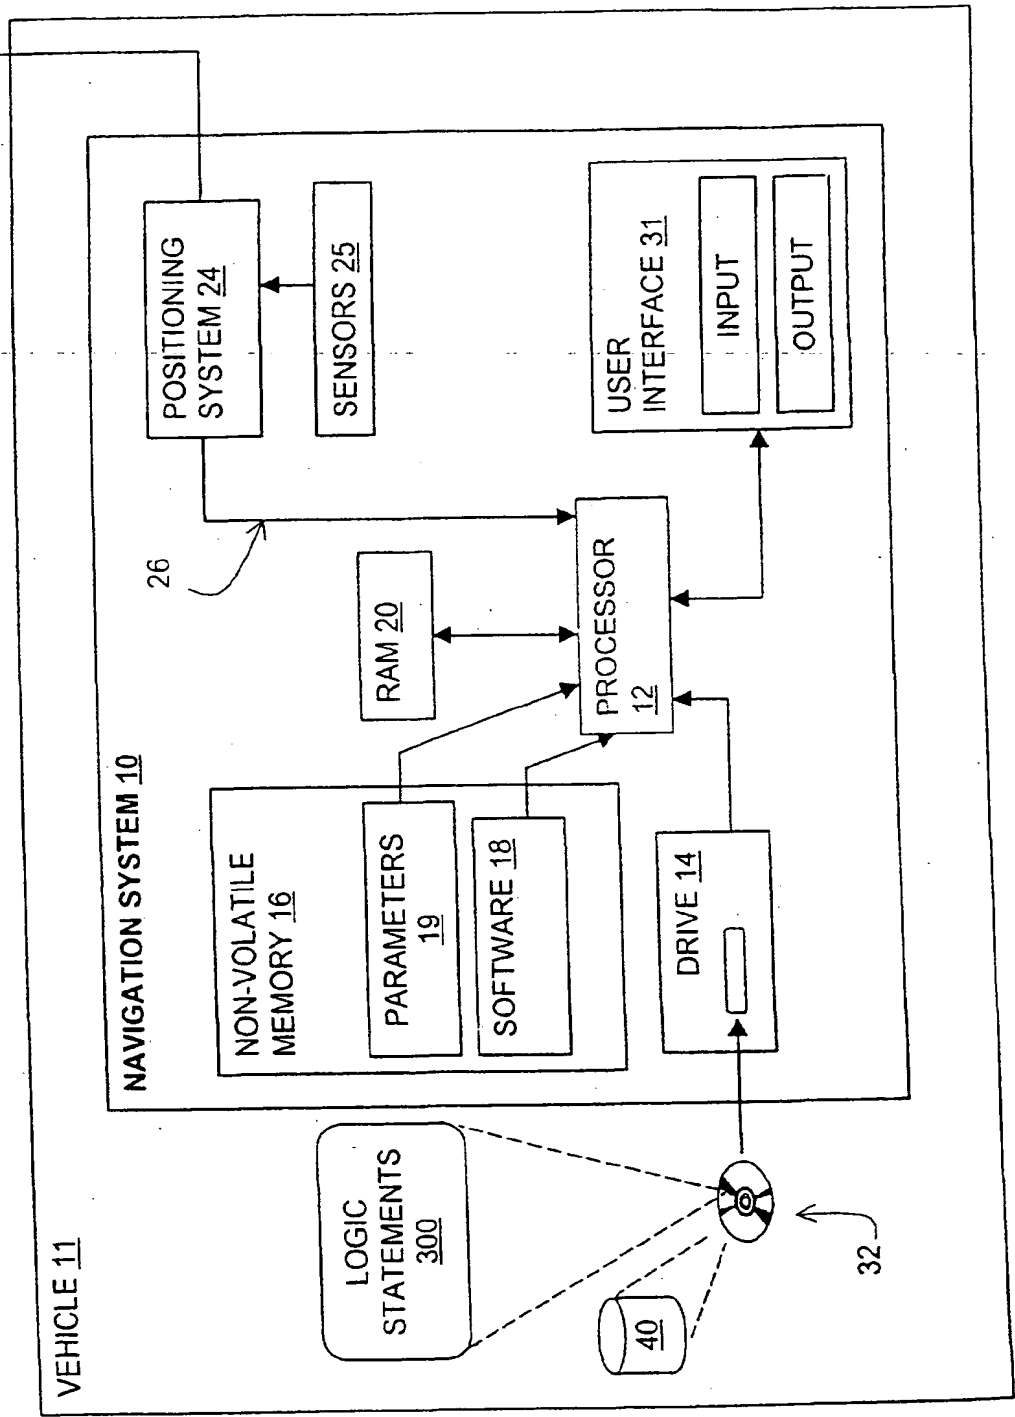 VEHICLE 11
NAVIGATION SYSTEM 10
POSITIONING
SYSTEM 24
SENSORS 25
26
NON-VOLATILE
MEMORY 16
PARAMETERS
19
SOFTWARE 18
RAM 20
PROCESSOR
12
USER
INTERFACE 31
INPUT
OUTPUT
DRIVE 14
LOGIC
STATEMENTS
300
40
32